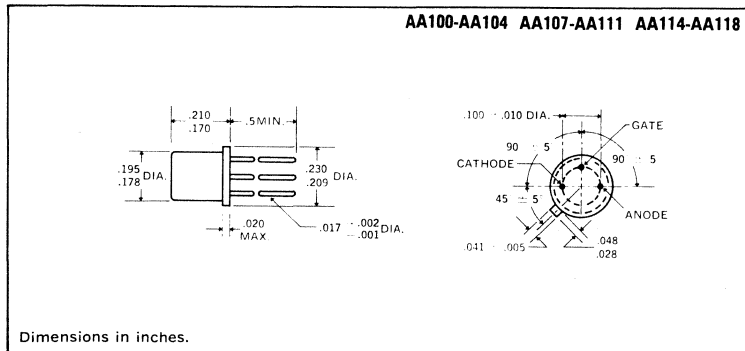 AA100-AA104 AA107-AA111 AA114-AA118
.210
.170
.5MIN.
.195
.178
DIA.
.230
.209
DIA.
.020
MAX
.017
.002
.001
DIA.
.100 .010 DIA.
GATE
90 5
90 5
CATHODE
ANODE
45 ± 5
.041 .005
.048
.028
Dimensions in inches.